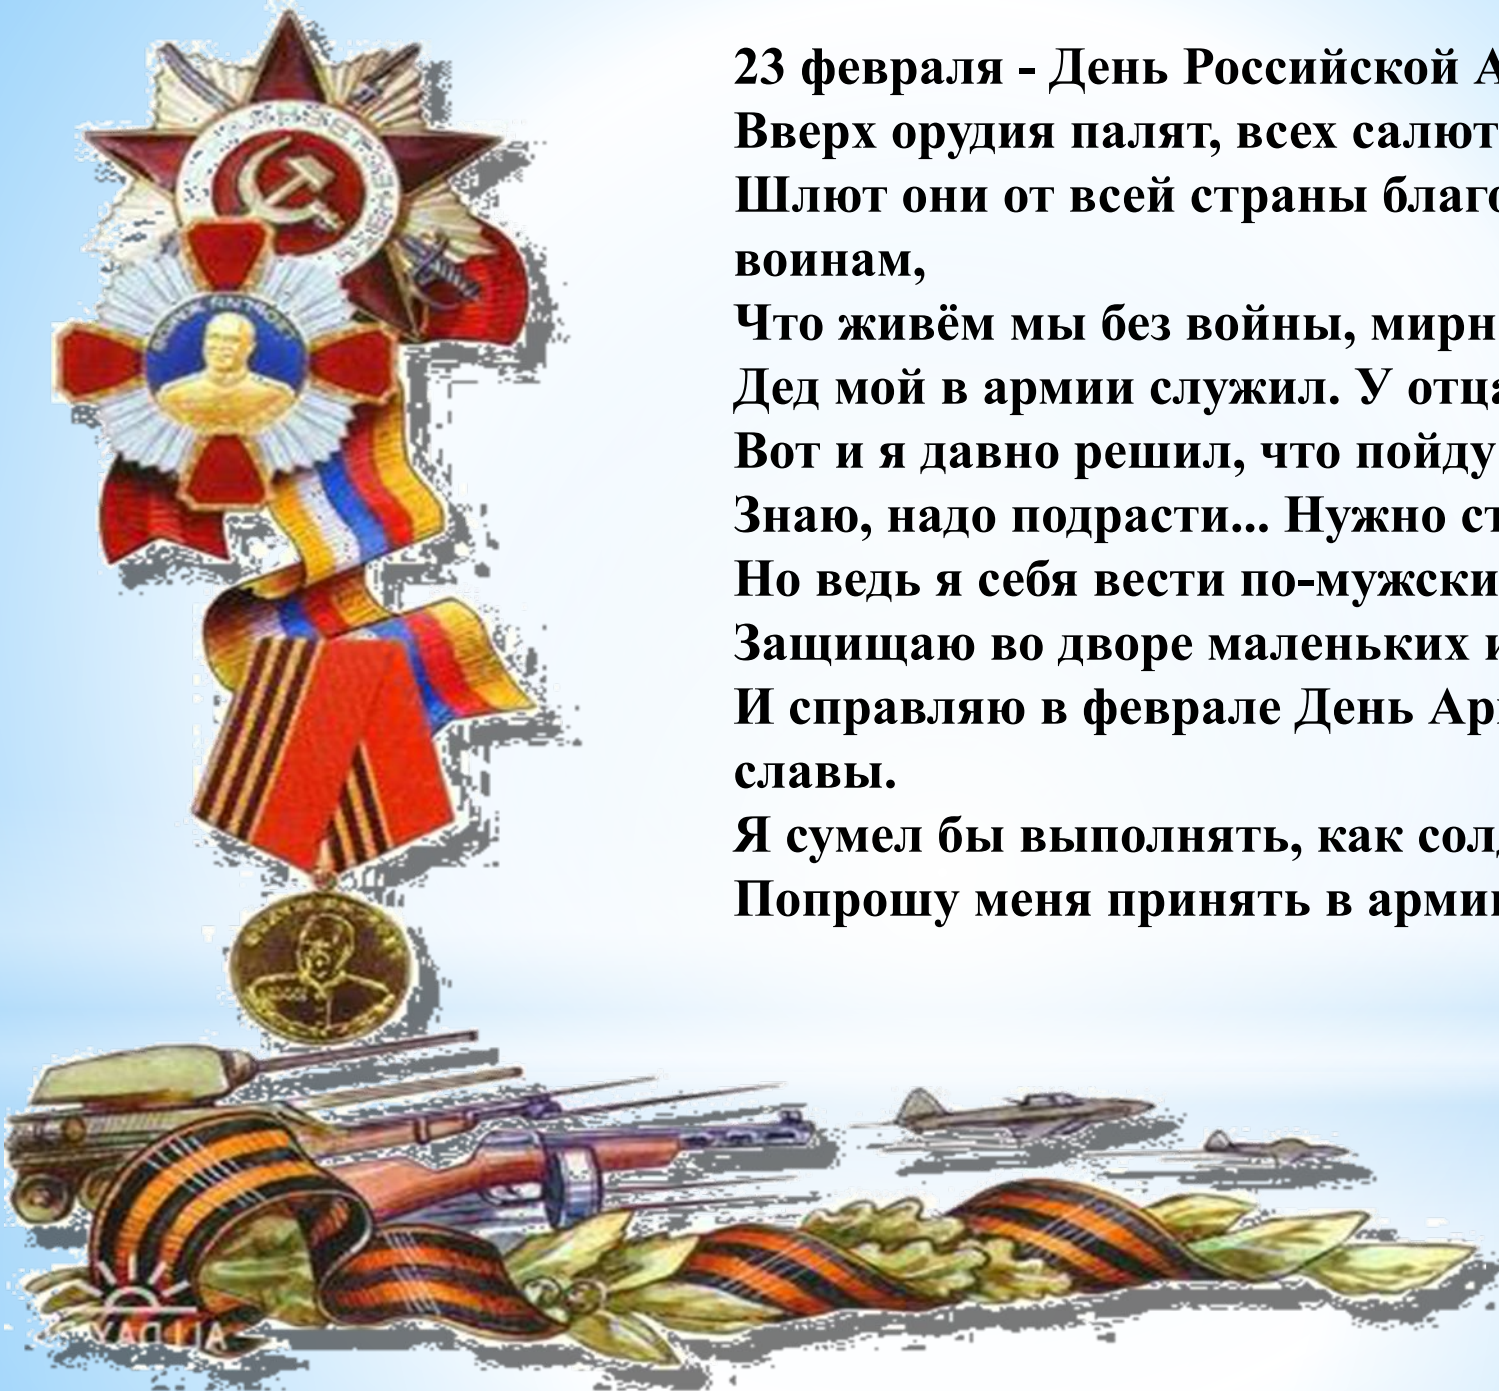 23 февраля - День Российской А
Вверх орудия палят, всех салют
Шлют они от всей страны благо
воинам,
Что живём мы без войны, мирн
Дед мой в армии служил. У отца
Вот и я давно решил, что пойду
Знаю, надо подрасти... Нужно ст
Но ведь я себя вести по-мужски
Защищаю во дворе маленьких и
И справляю в феврале День Ар
славы.
Я сумел бы выполнять, как сол
Попрошу меня принять в арми